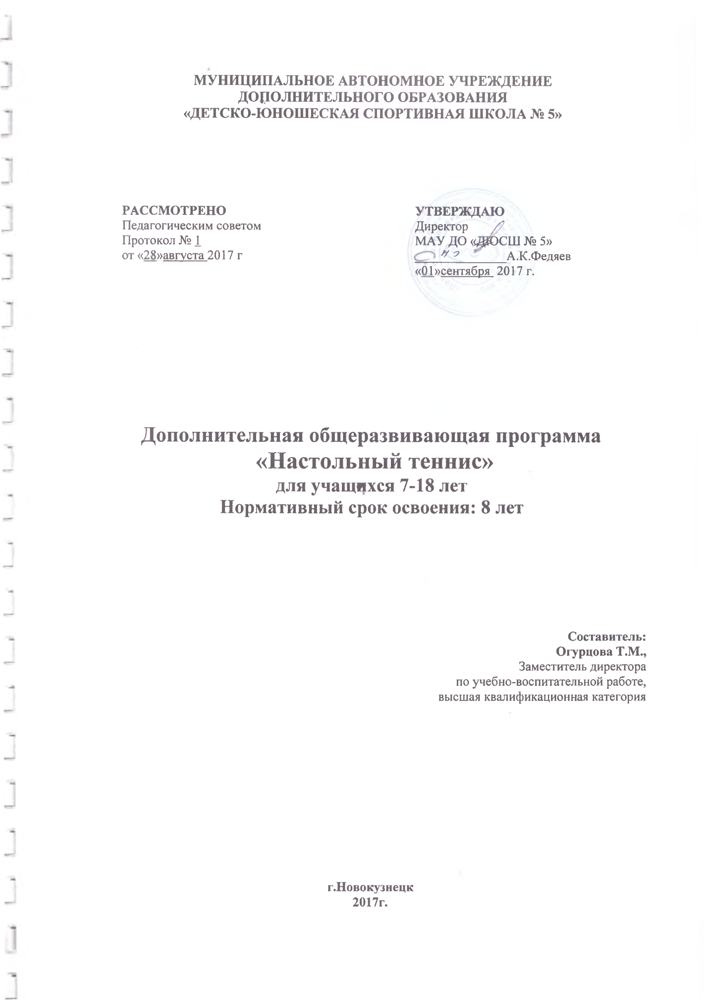 МУНИЦИПАЛЬНОЕ АВТОНОМНОЕ УЧРЕЖДЕНИЕ
ДОПОЛНИТЕЛЬНОГО ОБРАЗОВАНИЯ
«ДЕТСКО-ЮНОШЕСКАЯ СПОРТИВНАЯ ШКОЛА № 5»
РАССМОТРЕНО
Педагогическим советом
Протокол № 1
от «28»августа 2017 г
УТВЕРЖДАЮ
Директор
МАУ ДО «ДЮСШ № 5»
А.К.Федяев
«01»сентября 2017 г.
Дополнительная общеразвивающая программа
«Настольный теннис»
для учащихся 7-18 лет
Нормативный срок освоения: 8 лет
Составитель:
Огурцова Т.М.,
Заместитель директора
по учебно-воспитательной работе,
высшая квалификационная категория
г.Новокузнецк
2017г.